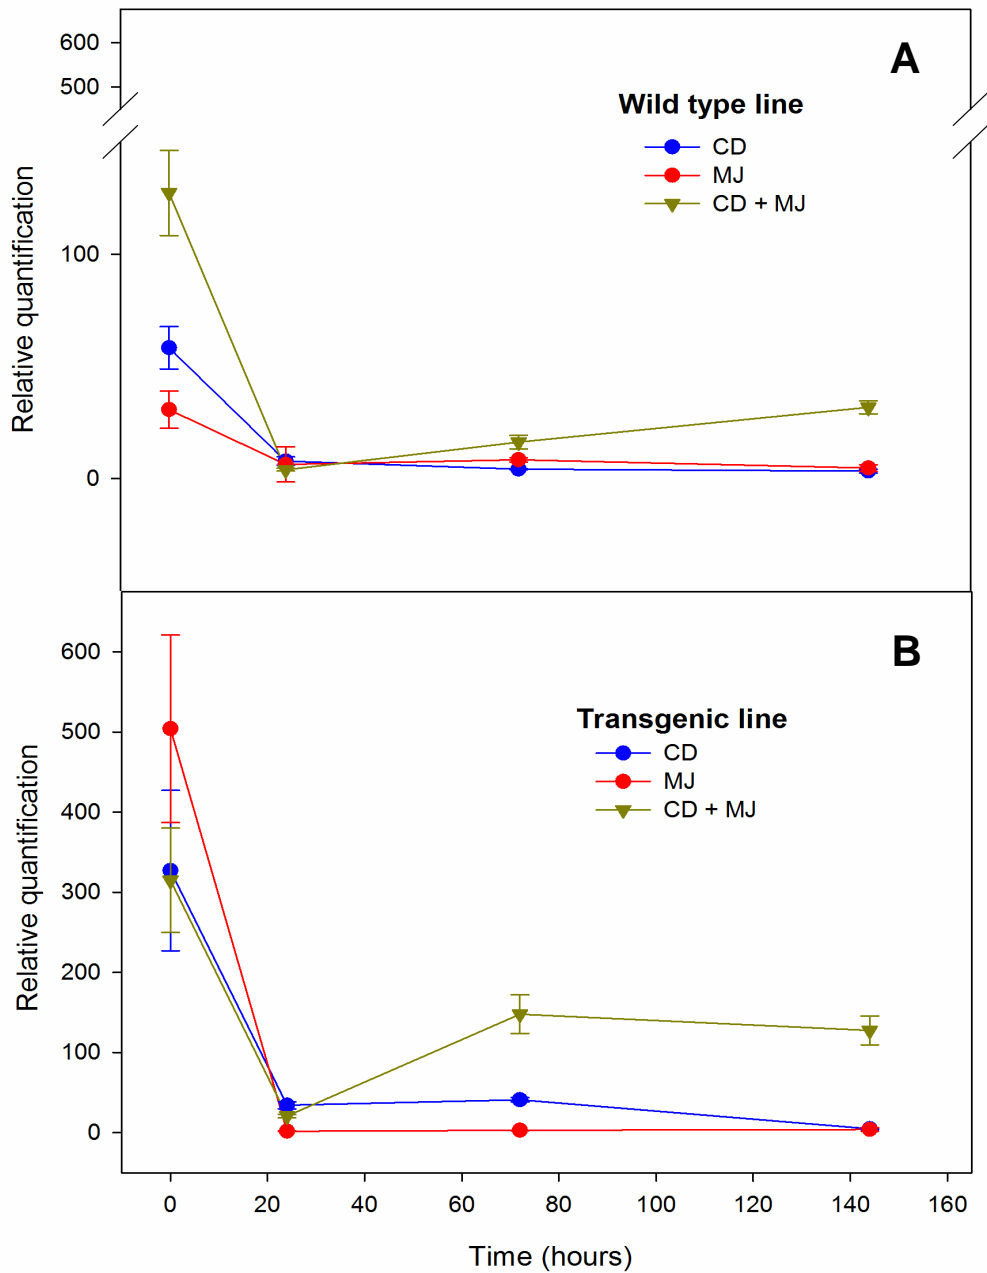 A
600
500
Wild type line
CD
MJ
CD + MJ
Relative quantification
100
0
B
600
Transgenic line
500
CD
MJ
CD + MJ
Relative quantification
400
300
200
100
0
0 20 40 60 80 100 120 140 160
Time (hours)